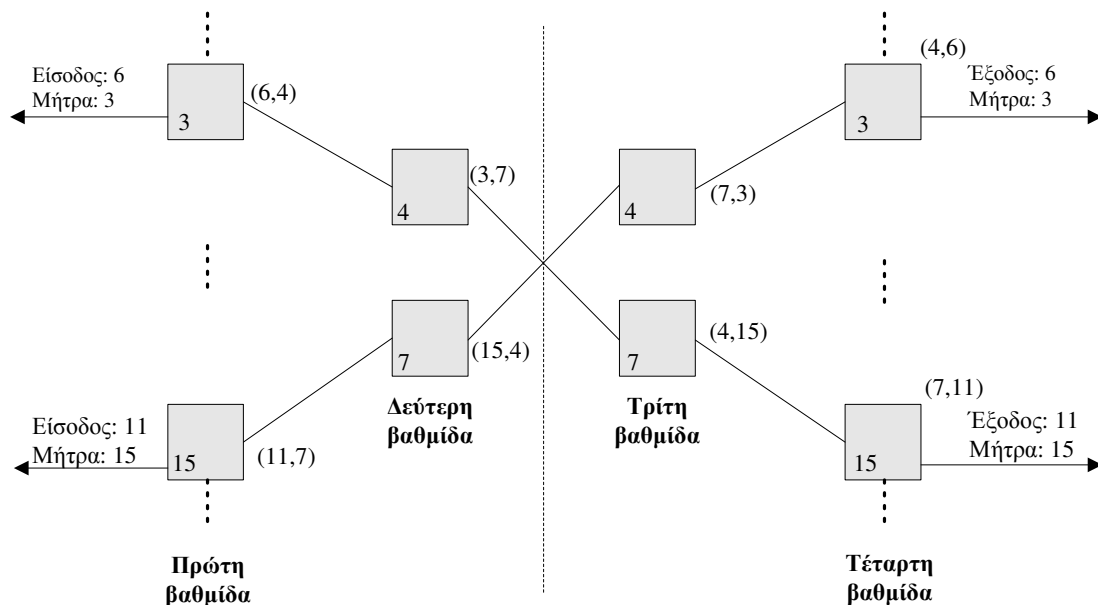 Είσοδος: 6
Μήτρα: 3
3
(6,4)
4
(3,7)
4
(7,3)
3
(4,6)
Έξοδος: 6
Μήτρα: 3
Είσοδος: 11
Μήτρα: 15
15
(11,7)
7
(15,4)
7
(4,15)
15
(7,11)
Έξοδος: 11
Μήτρα: 15
Δεύτερη
βαθμίδα
Τρίτη
βαθμίδα
Πρώτη
βαθμίδα
Τέταρτη
βαθμίδα